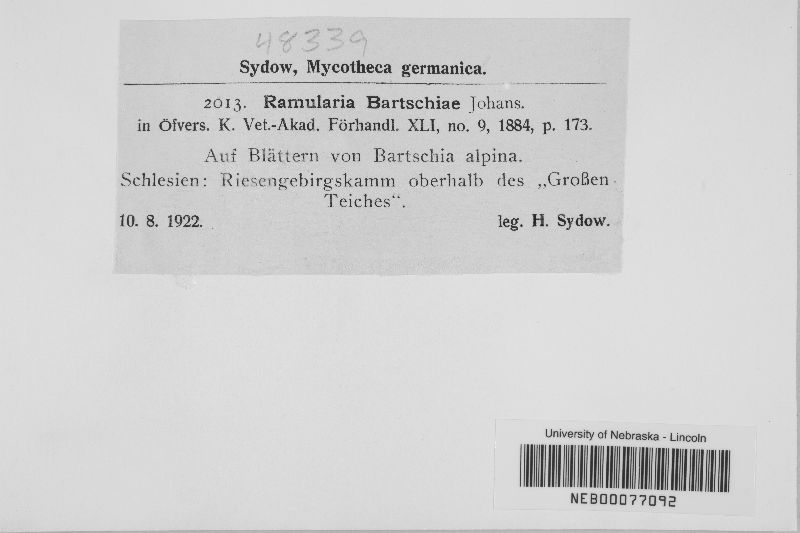 48339
Sydow, Mycotheca germanica.
2013. Ramularia Bartschiae Johans.
in Öfvers. K. Vet.-Akad. Förhandl. XLI, no. 9, 1884, p. 173.
Auf Blättern von Bartschia alpina.
Schlesien: Riesengebirgskamm oberhalb des „Großen
Teiches“.
10. 8. 1922. leg. H. Sydow.
University of Nebraska - Lincoln
NEB00077092